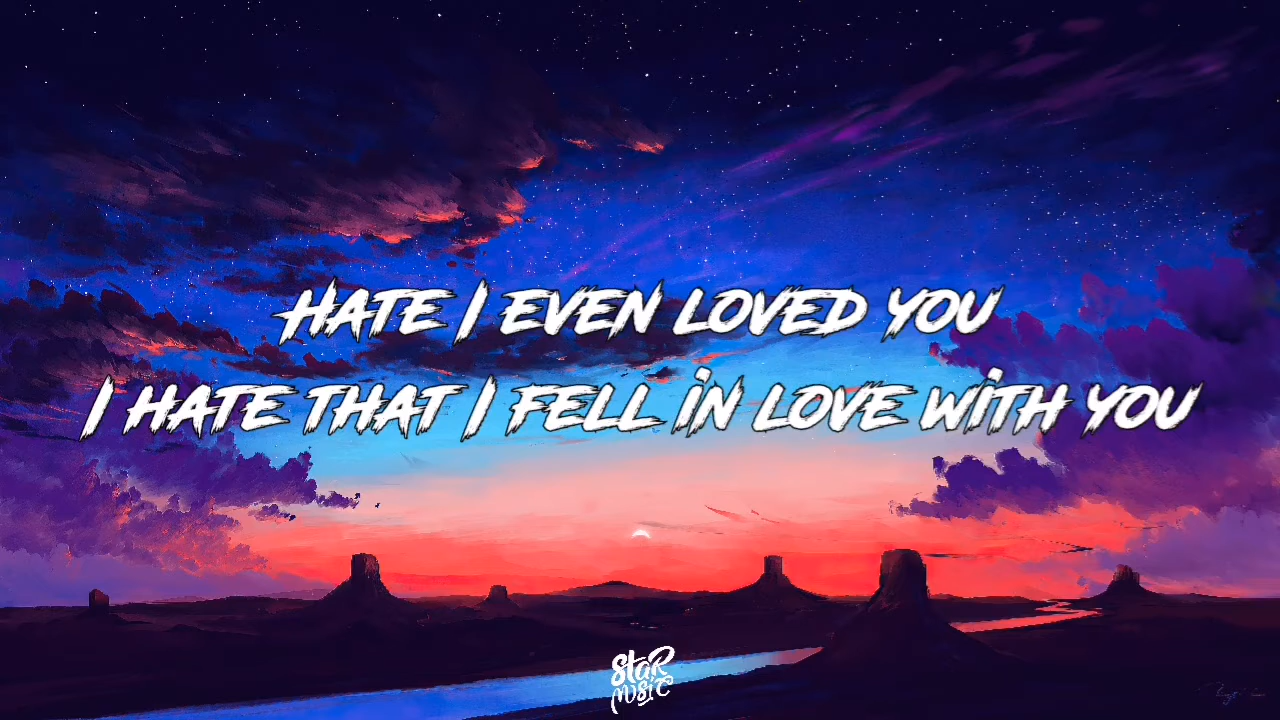 HATE I EVEN LOVED YOU
I HATE THAT I FELL iN LOVE WiTH YOU
StaR
MUSiC